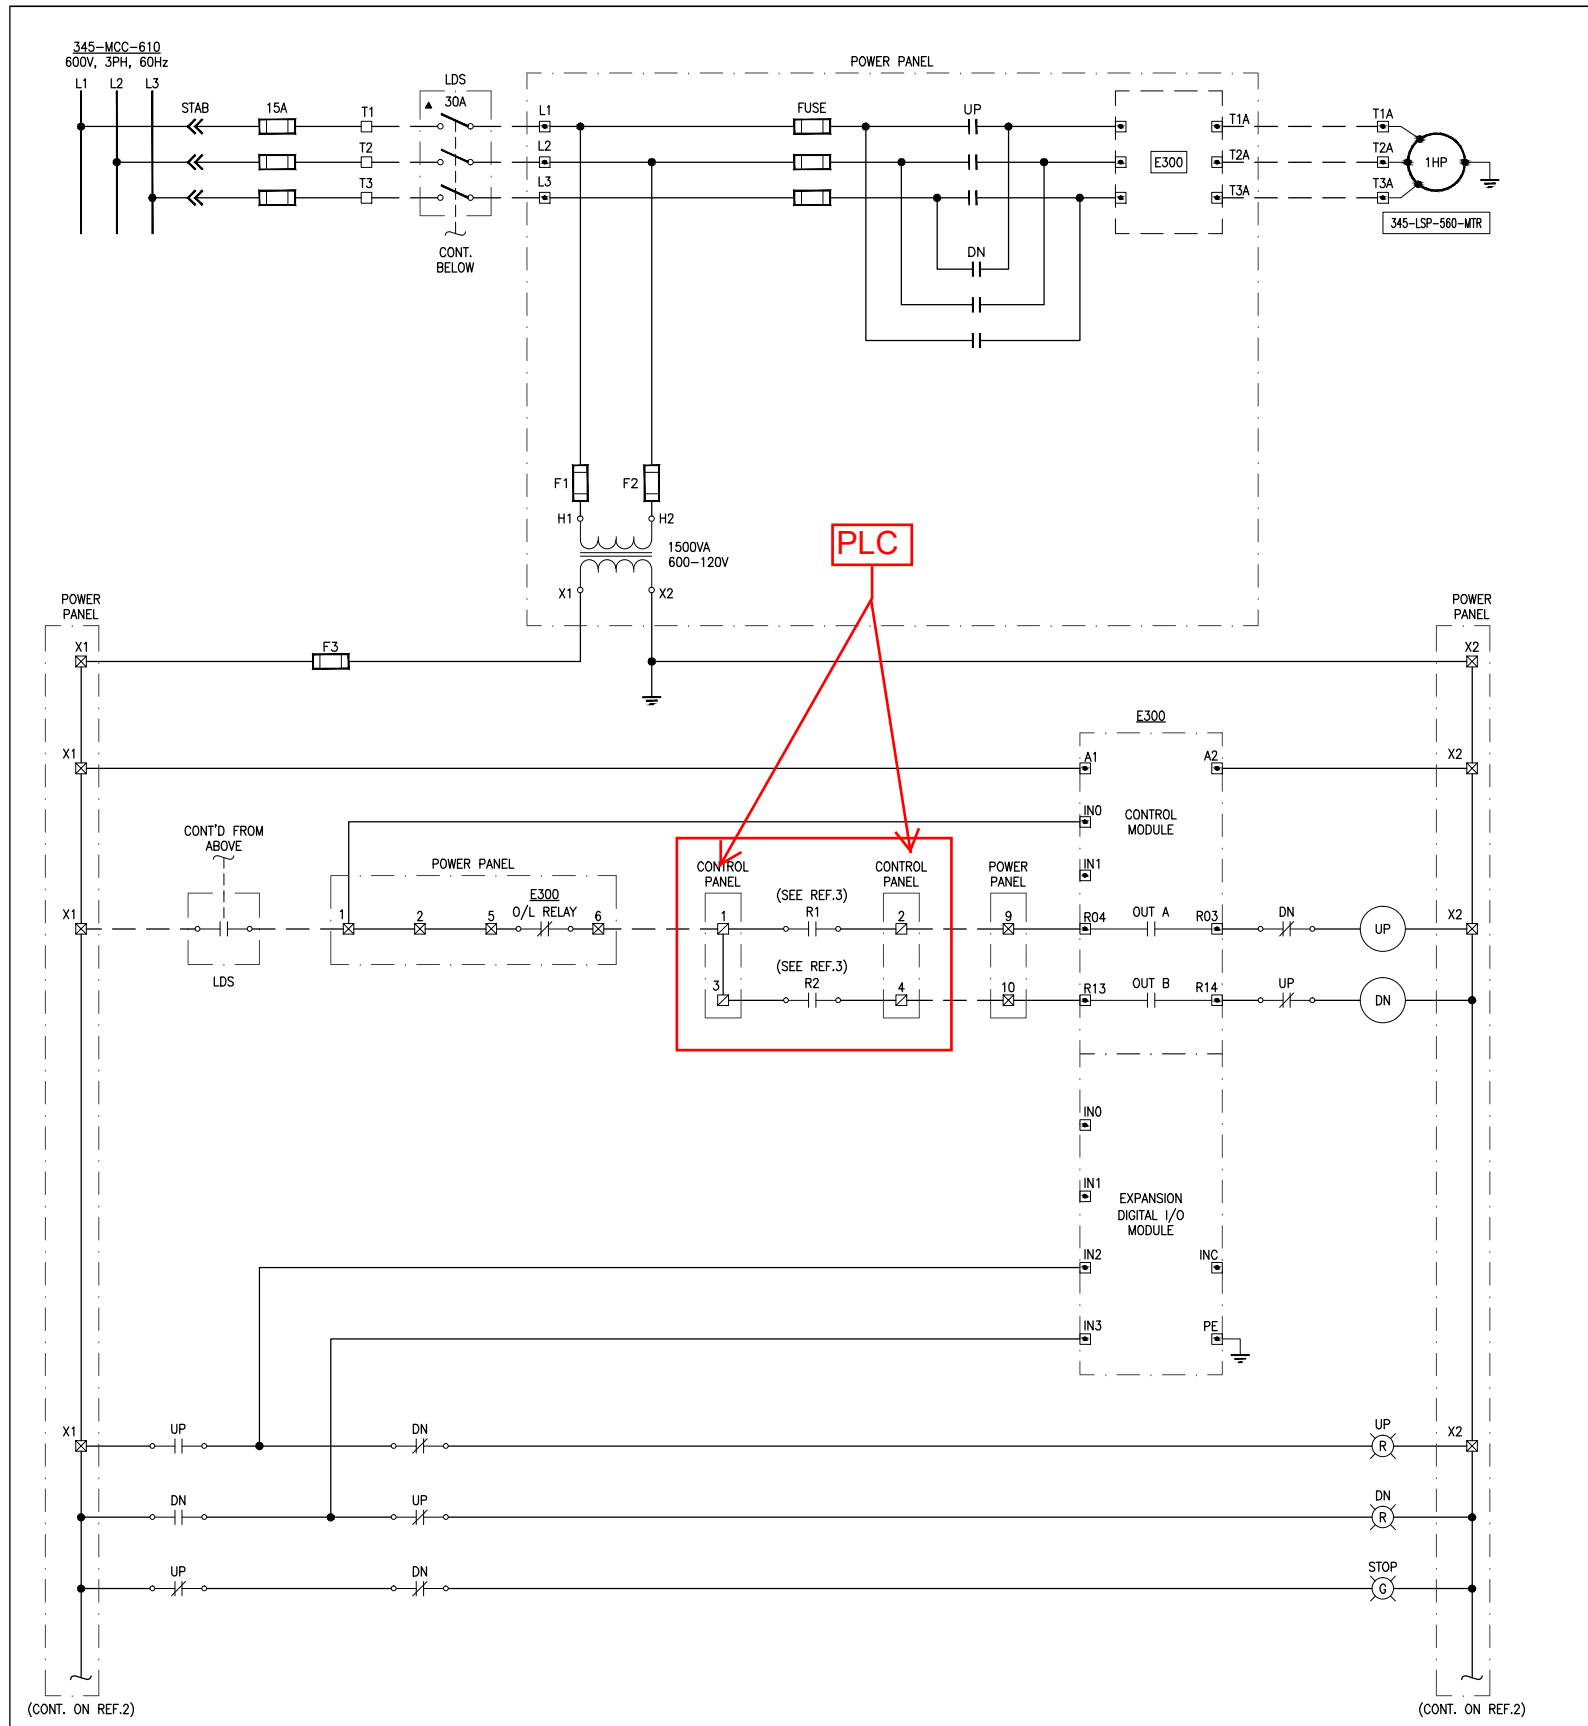 345-MCC-610
600V, 3PH, 60Hz
L1 L2 L3
STAB
15A
T1
T2
T3
LDS
30A
CONT.
BELOW
POWER PANEL
L1
L2
L3
FUSE
UP
DN
E300
T1A
T2A
T3A
T1A
T2A
T3A
1HP
345-LSP-560-MTR
F1
F2
H1
H2
1500VA
600-120V
X1
X2
PLC
POWER
PANEL
X1
F3
POWER
PANEL
X2
E300
X1
A1
A2
X2
IN0
CONTROL
MODULE
IN1
CONT'D FROM
ABOVE
POWER PANEL
X1
LDS
1
2
5
E300
O/L RELAY
6
CONTROL
PANEL
1
3
(SEE REF.3)
R1
(SEE REF.3)
R2
CONTROL
PANEL
2
4
POWER
PANEL
9
10
R04
OUT A
R03
DN
UP
X2
R13
OUT B
R14
UP
DN
IN0
IN1
EXPANSION
DIGITAL I/O
MODULE
IN2
INC
IN3
PE
X1
UP
DN
UP
R
X2
DN
UP
DN
R
UP
DN
STOP
G
(CONT. ON REF.2)
(CONT. ON REF.2)